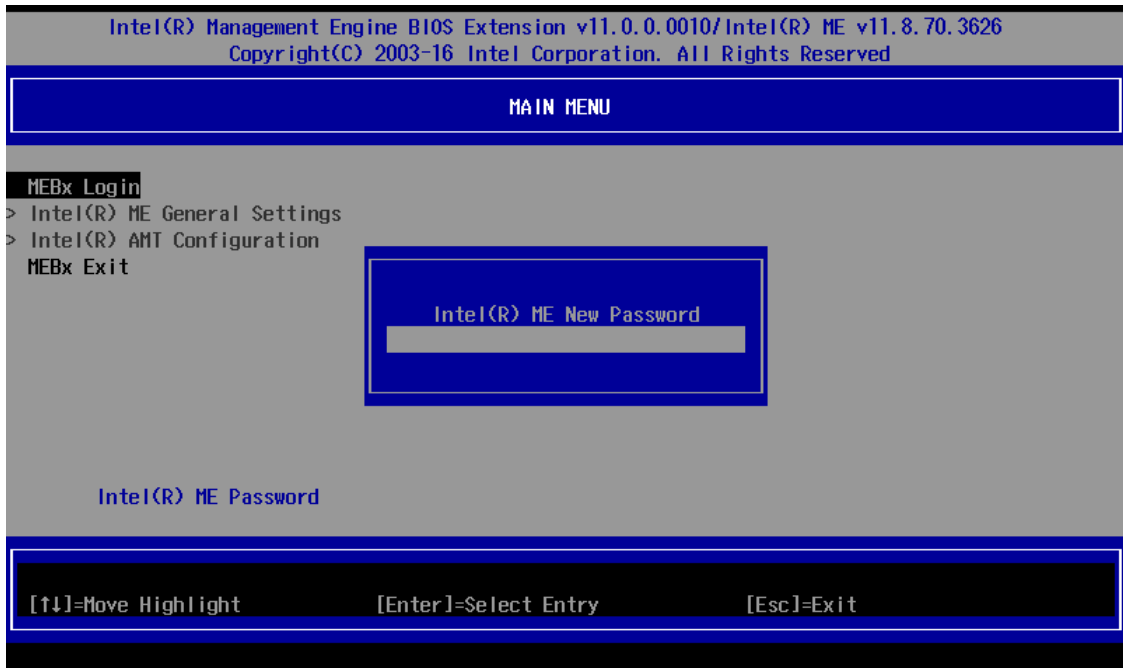 Intel(R) Management Engine BIOS Extension v11.0.0.0010/Intel(R) ME v11.8.70.3626
Copyright(C) 2003-16 Intel Corporation. All Rights Reserved
MAIN MENU
MEBx Login
> Intel(R) ME General Settings
> Intel(R) AMT Configuration
MEBx Exit
Intel(R) ME New Password
Intel(R) ME Password
[↑↓]=Move Highlight [Enter]=Select Entry [Esc]=Exit